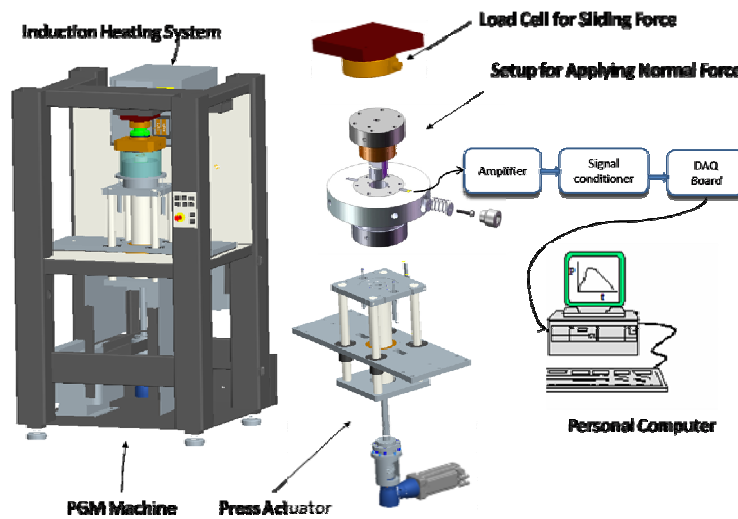 Induction Heating System
Load Cell for Sliding Force
Setup for Applying Normal Force
Amplifier
Signal
conditioner
DAQ
Board
P
t
Personal Computer
PGM Machine
Press Actuator